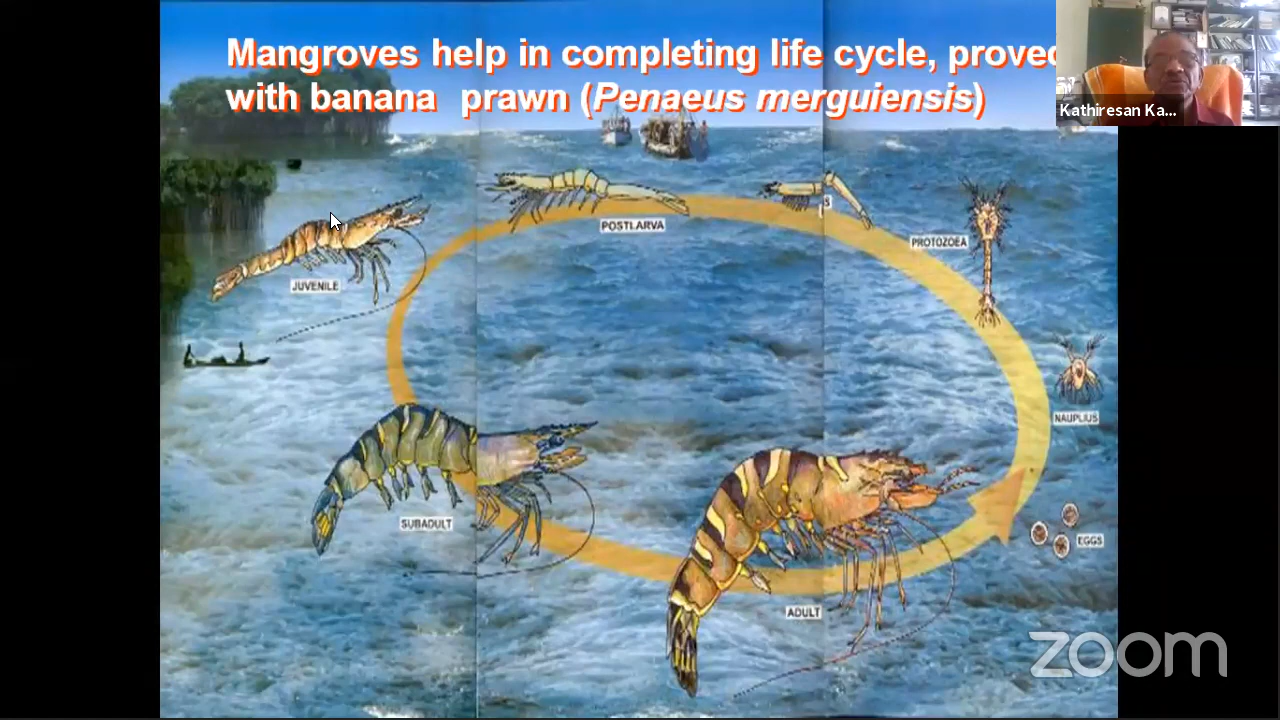 Mangroves help in completing life cycle, proved
with banana prawn (Penaeus merguiensis)
Kathiresan Ka...
POSTLARVA
S
PROTOZOEA
JUVENILE
NAUPLIUS
SUBADULT
EGGS
ADULT
zoom